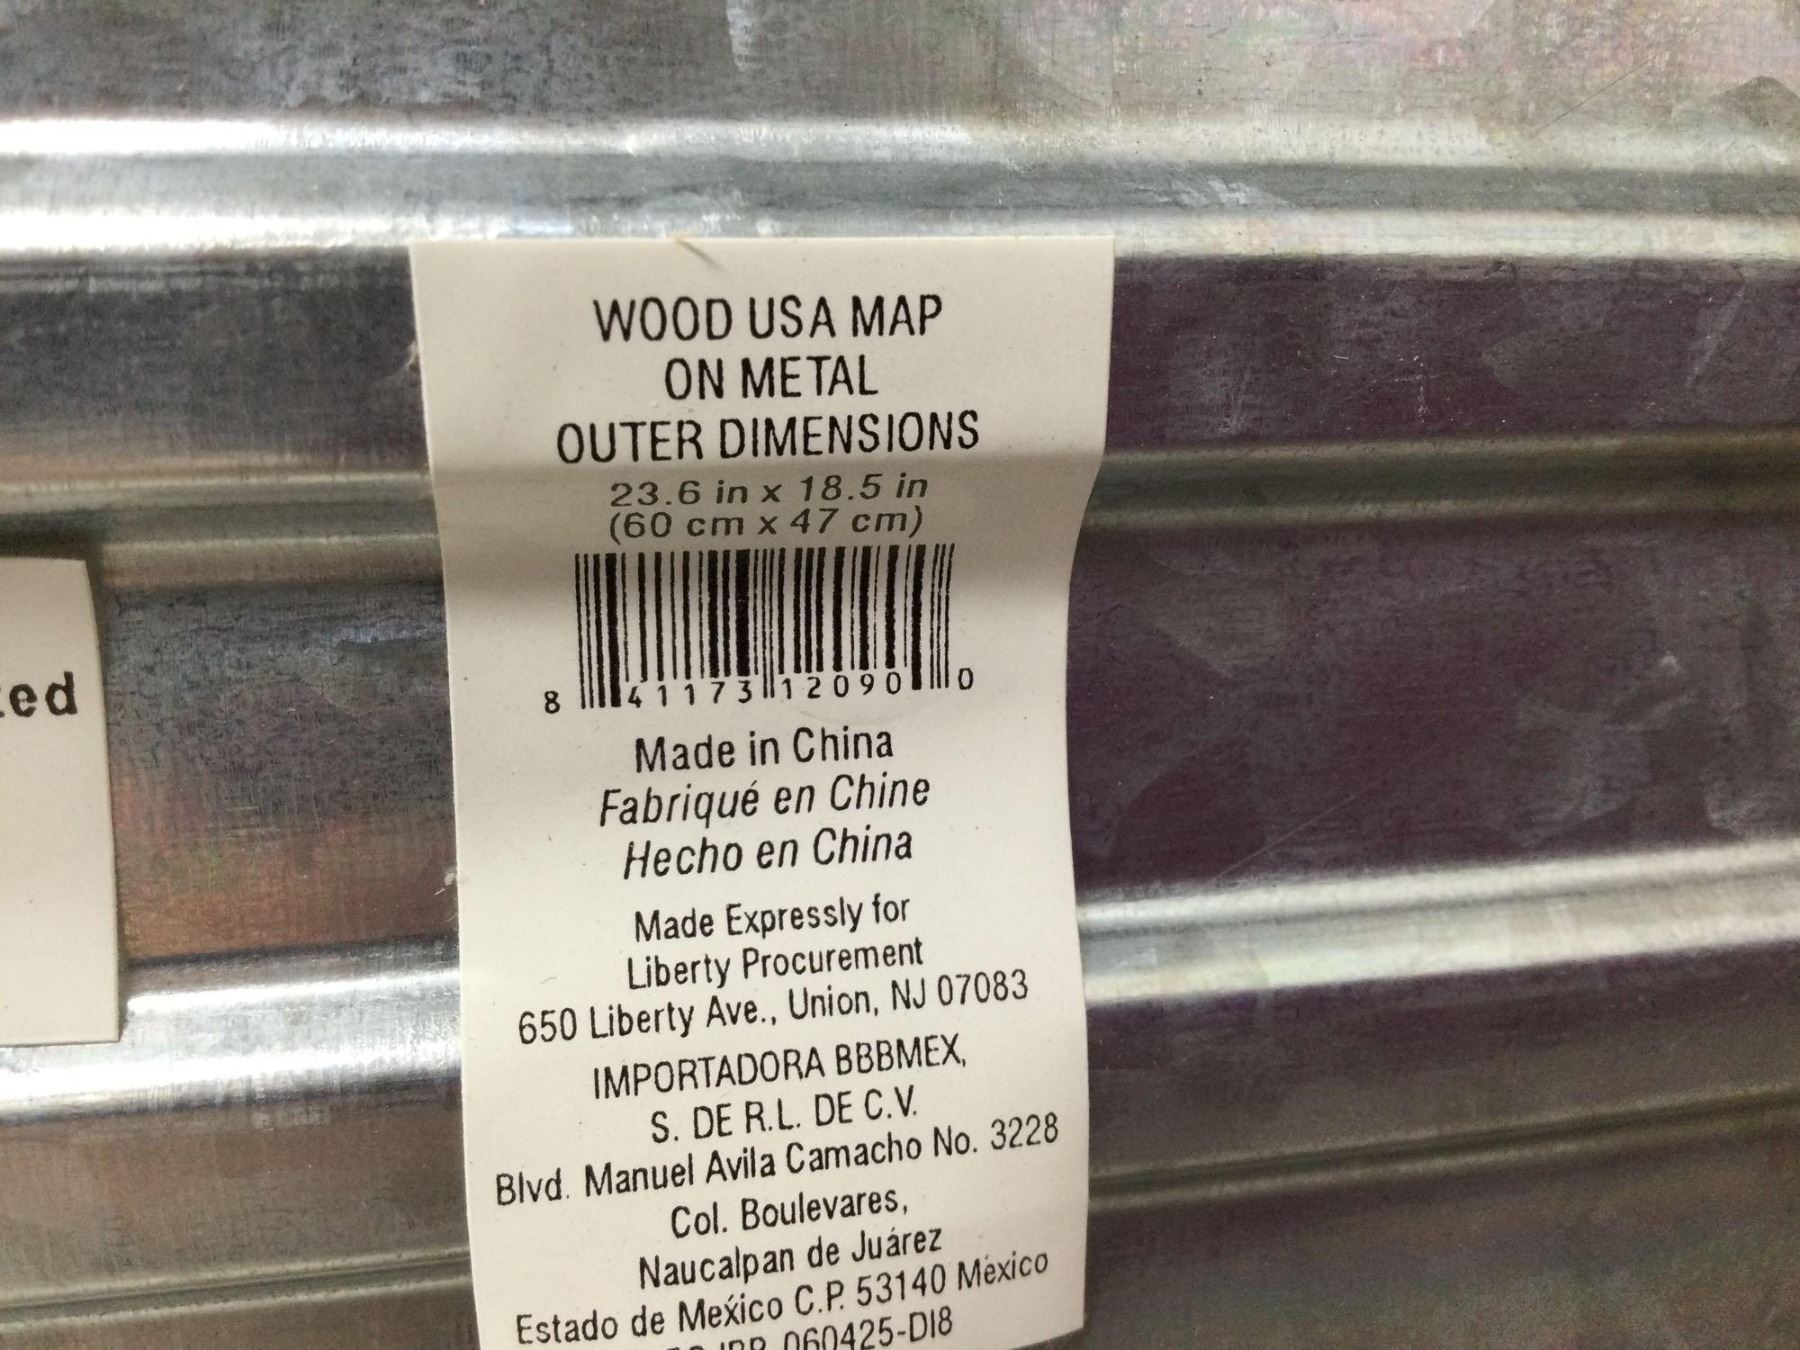 WOOD USA MAP
ON METAL
OUTER DIMENSIONS
23.6 in x 18.5 in
(60 cm x 47 cm)
8 41173 12090 0
Made in China
Fabriqué en Chine
Hecho en China
Made Expressly for
Liberty Procurement
650 Liberty Ave., Union, NJ 07083
IMPORTADORA BBBMEX,
S. DE R.L. DE C.V.
Blvd. Manuel Avila Camacho No. 3228
Col. Boulevares,
Naucalpan de Juárez
Estado de México C.P. 53140 México
060425-DI8